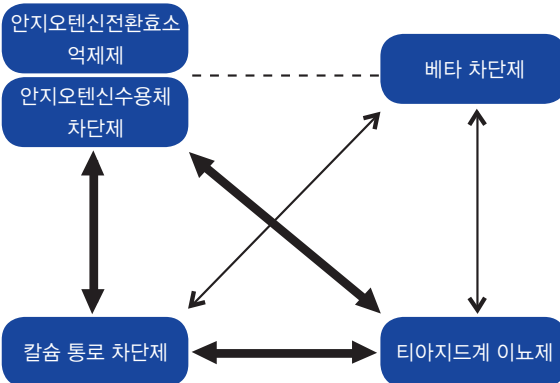 안지오텐신전환효소
억제제
베타 차단제
안지오텐신수용체
차단제
칼슘 통로 차단제
티아지드계 이뇨제